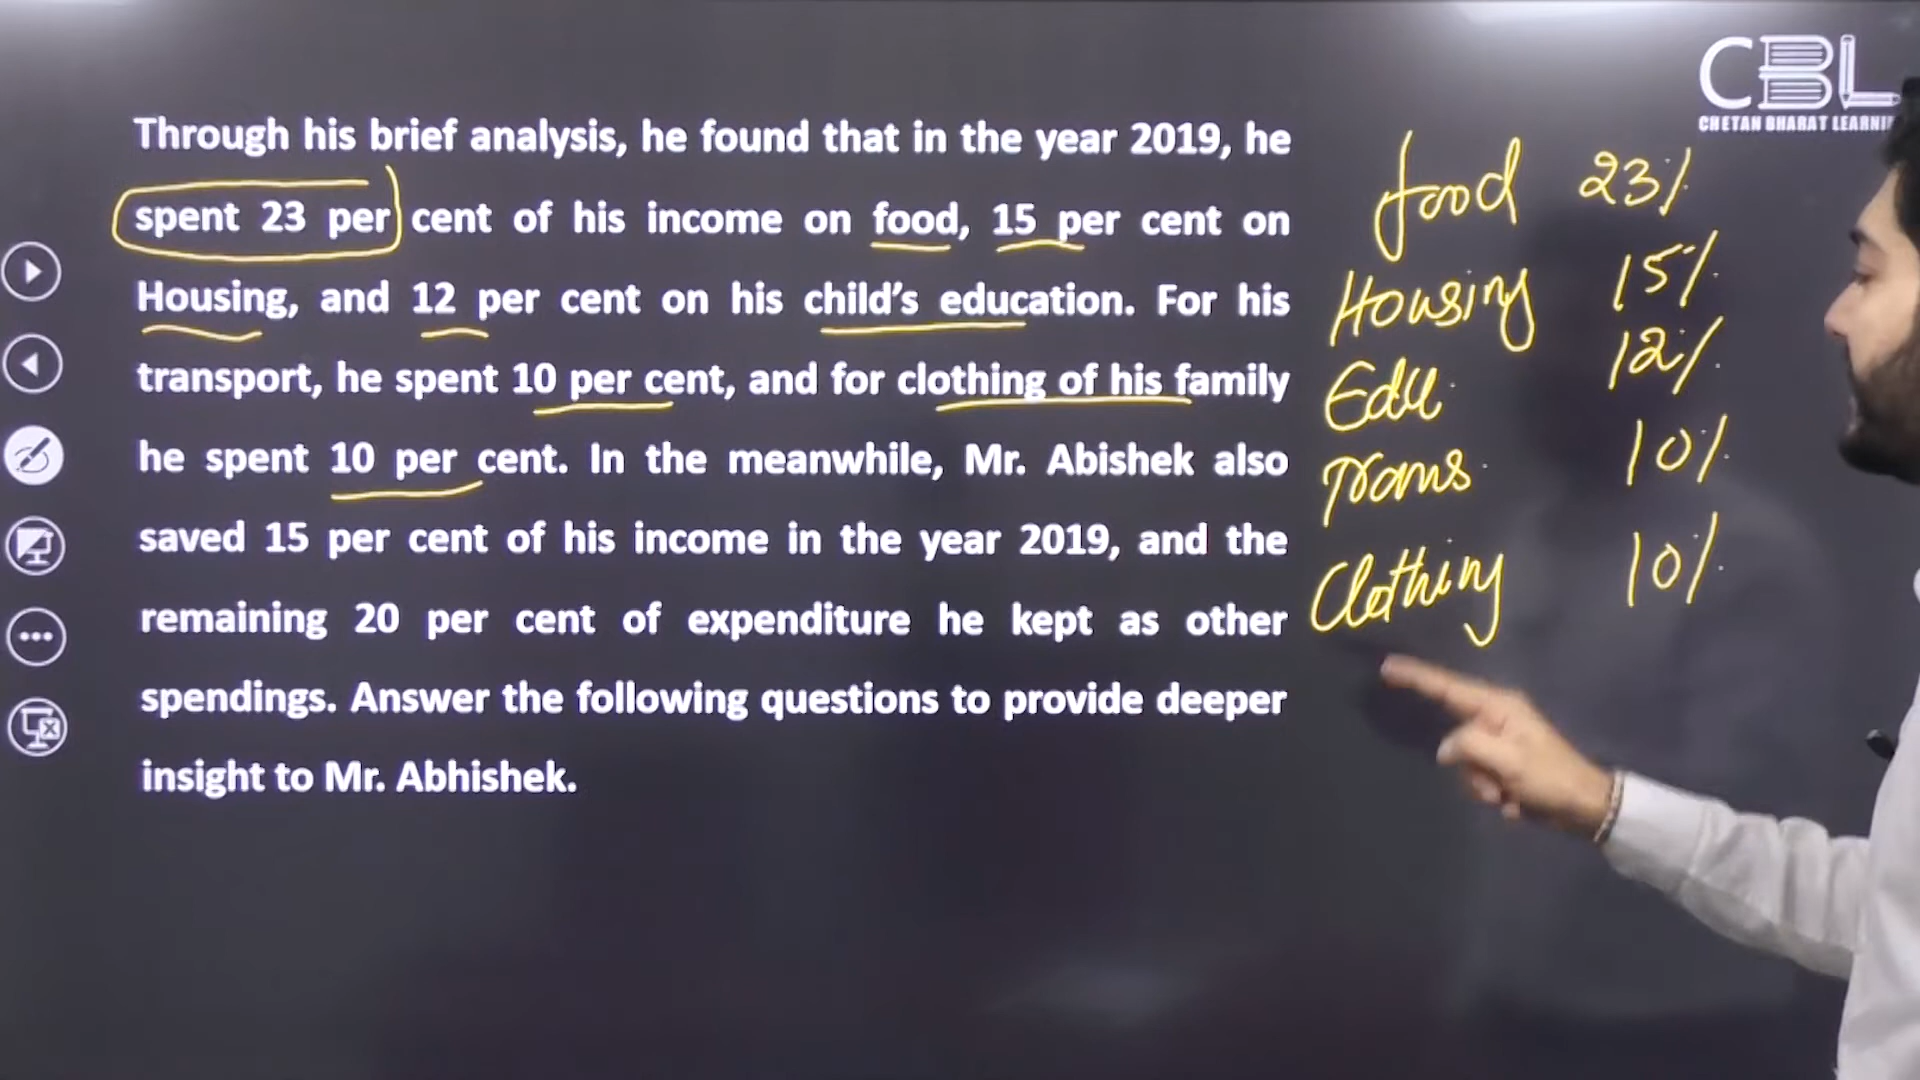 CBL
CHETAN BHARAT LEARNIN
Through his brief analysis, he found that in the year 2019, he
spent 23 per cent of his income on food, 15 per cent on
Housing, and 12 per cent on his child's education. For his
transport, he spent 10 per cent, and for clothing of his family
he spent 10 per cent. In the meanwhile, Mr. Abishek also
saved 15 per cent of his income in the year 2019, and the
remaining 20 per cent of expenditure he kept as other
spendings. Answer the following questions to provide deeper
insight to Mr. Abhishek.
food 23%
Housing 15%
Edu. 12%
Trans. 10%
Clothing 10%